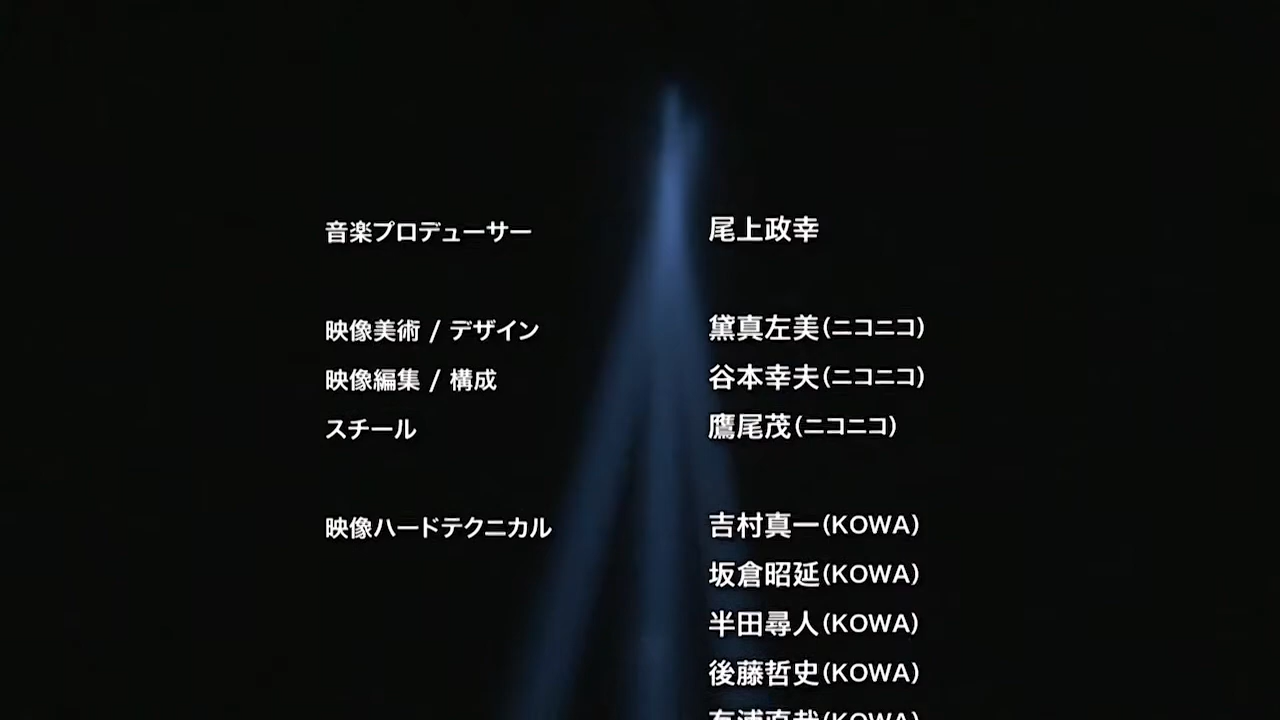 音楽プロデューサー 尾上政幸
映像美術 / デザイン 黛真左美(ニコニコ)
映像編集 / 構成 谷本幸夫(ニコニコ)
スチール 鷹尾茂(ニコニコ)
映像ハードテクニカル 吉村真一(KOWA)
坂倉昭延(KOWA)
半田尋人(KOWA)
後藤哲史(KOWA)